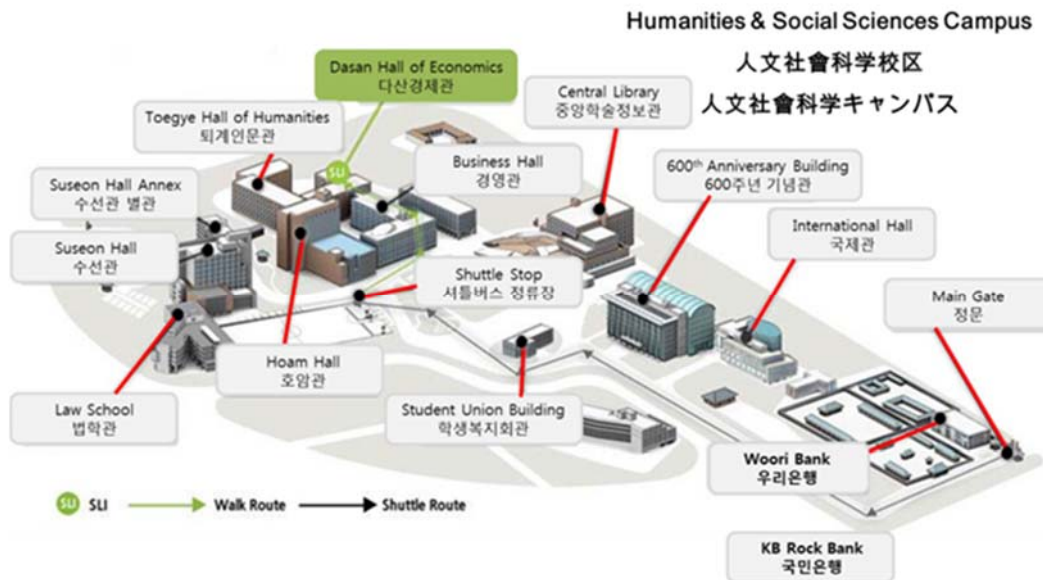 Humanities & Social Sciences Campus
人文社會科学校区
人文社會科学キャンパス
Dasan Hall of Economics
다산경제관
Central Library
중앙학술정보관
Toegye Hall of Humanities
퇴계인문관
Business Hall
경영관
600th Anniversary Building
600주년 기념관
Suseon Hall Annex
수선관 별관
SLI
International Hall
국제관
Suseon Hall
수선관
Shuttle Stop
셔틀버스 정류장
Main Gate
정문
Hoam Hall
호암관
Law School
법학관
Student Union Building
학생복지회관
Woori Bank
우리은행
SLI SLI Walk Route Shuttle Route
KB Rock Bank
국민은행